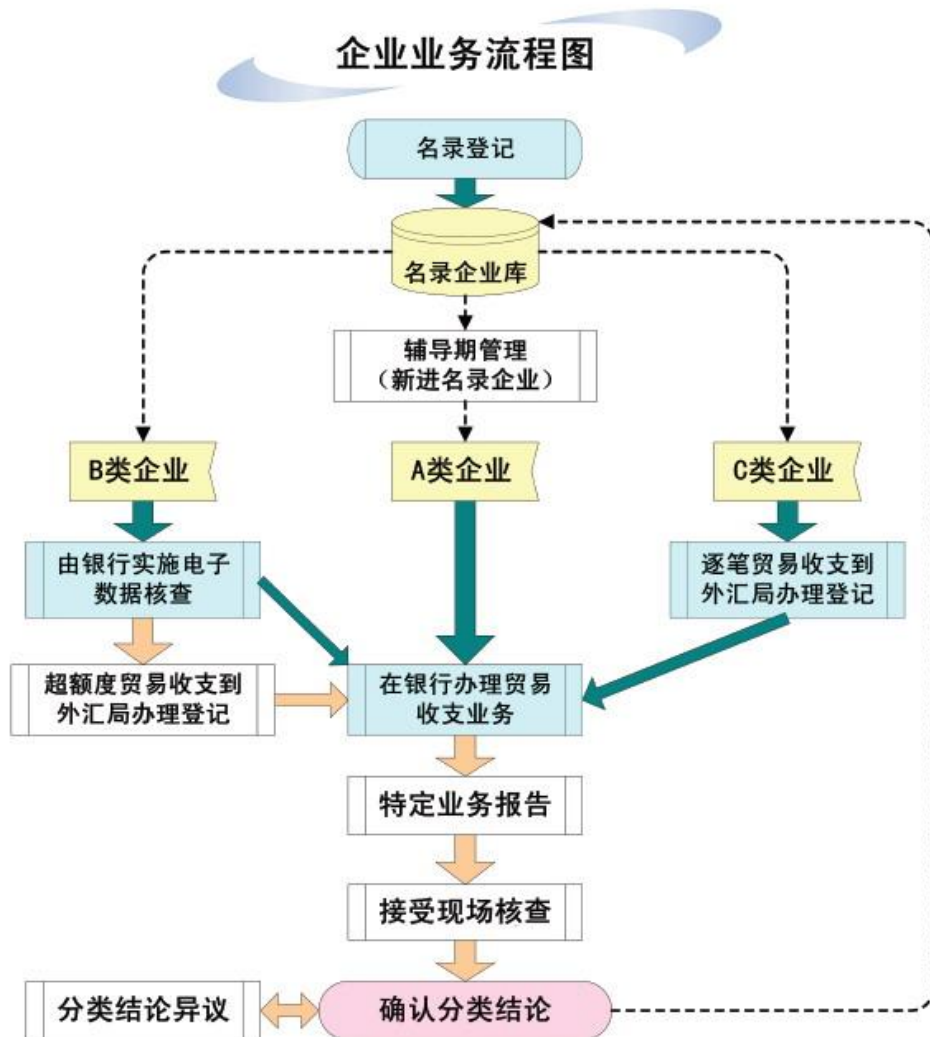 企业业务流程图
名录登记
名录企业库
辅导期管理
（新进名录企业）
B类企业
A类企业
C类企业
由银行实施电子
数据核查
逐笔贸易收支到
外汇局办理登记
超额度贸易收支到
外汇局办理登记
在银行办理贸易
收支业务
特定业务报告
接受现场核查
分类结论异议
确认分类结论